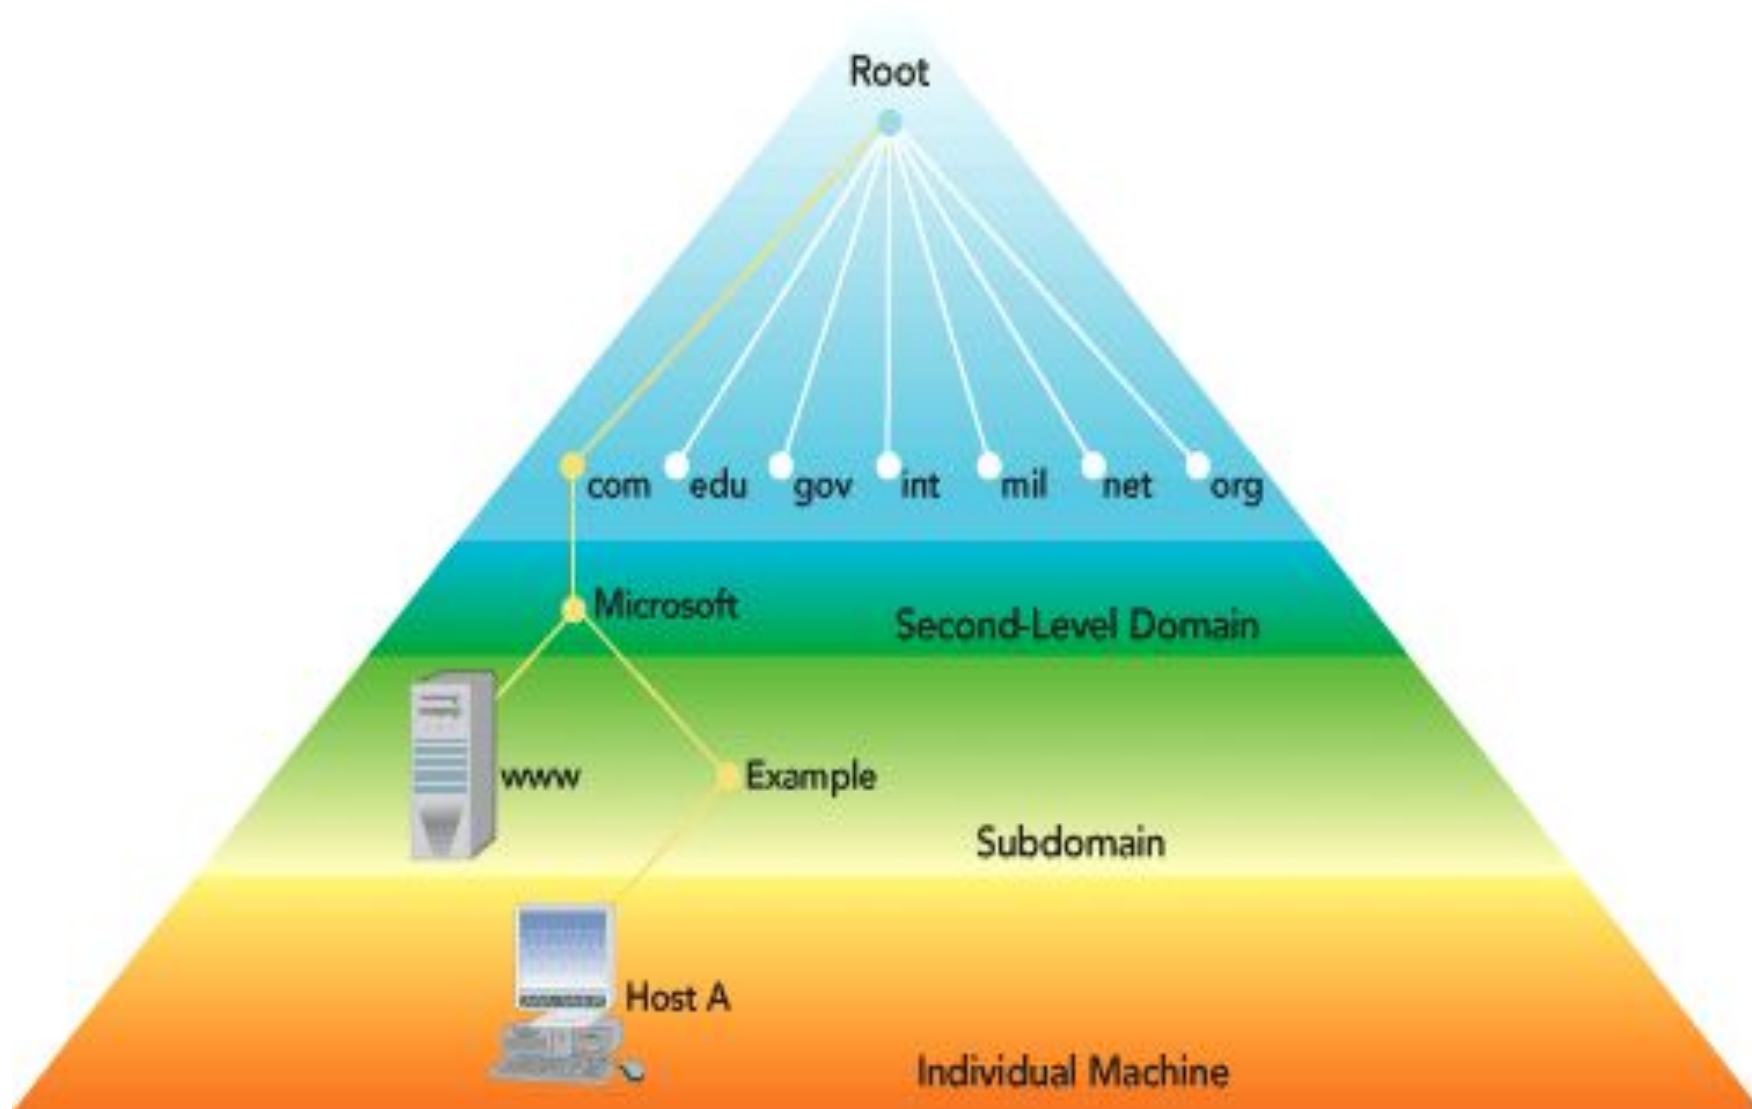 Root
com edu gov int mil net org
Microsoft
Second-Level Domain
www
Example
Subdomain
Host A
Individual Machine